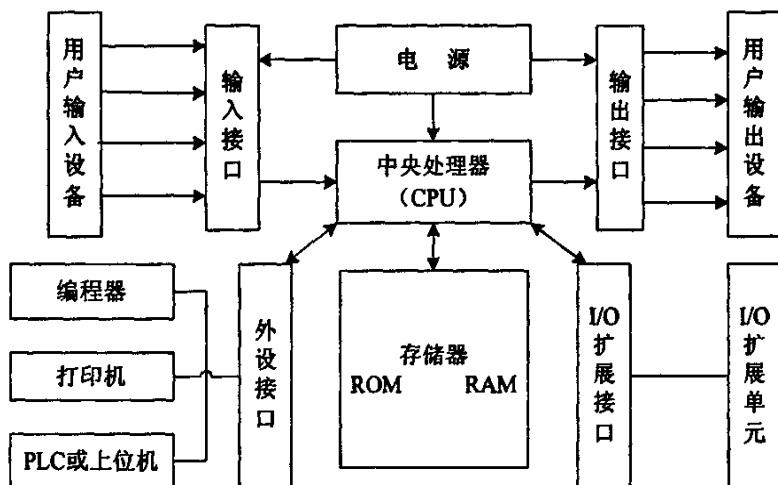 用户输入设备
输入接口
电 源
输出接口
用户输出设备
中央处理器
(CPU)
编程器
打印机
PLC或上位机
外设接口
存储器
ROM RAM
I/O扩展接口
I/O扩展单元